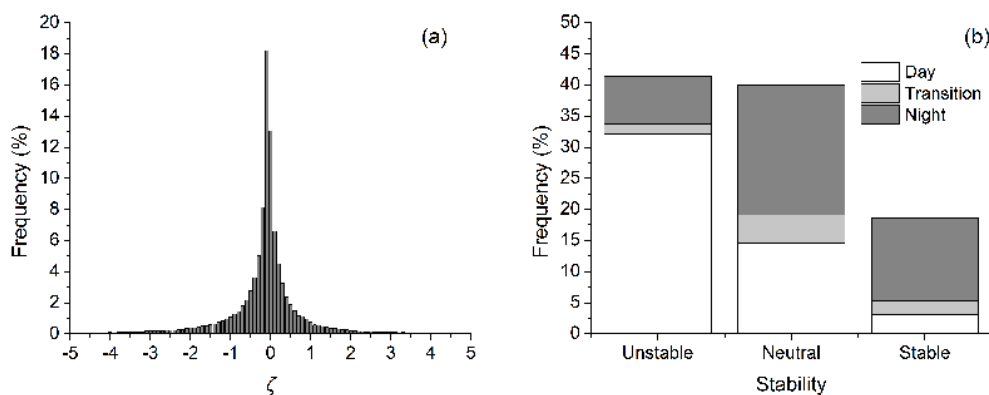 (a)
Frequency (%)
20
18
16
14
12
10
8
6
4
2
0
-5 -4 -3 -2 -1 0 1 2 3 4 5
ζ
(b)
Frequency (%)
50
45
40
35
30
25
20
15
10
5
0
Day
Transition
Night
Unstable Neutral Stable
Stability